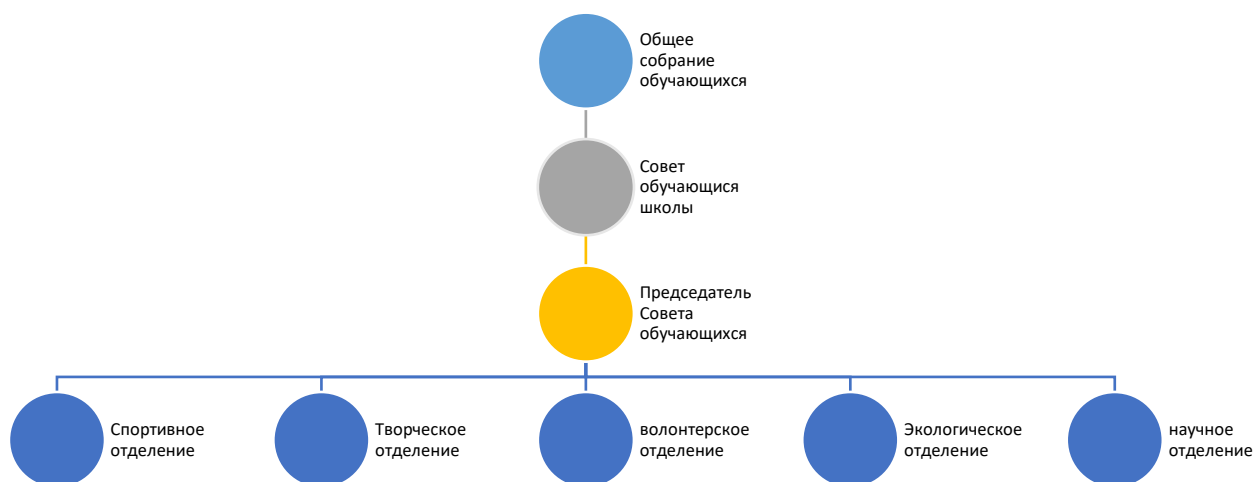 Общее
собрание
обучающихся
Совет
обучающися
школы
Председатель
Совета
обучающихся
Спортивное
отделение
Творческое
отделение
волонтерское
отделение
Экологическое
отделение
научное
отделение